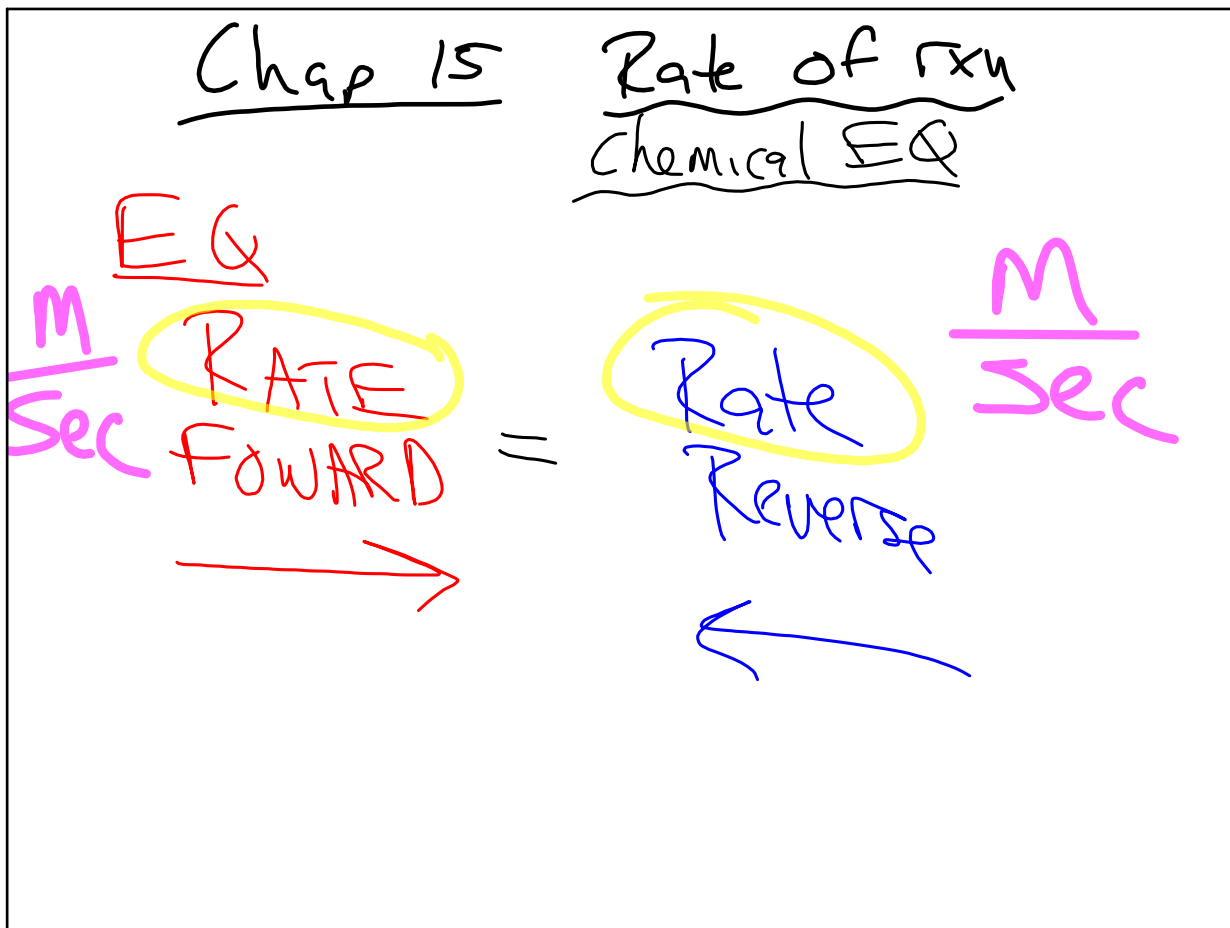 Chap 15 Rate of rxn
Chemical EQ
EQ
M
Sec
RATE
FOWARD
=
Rate
Reverse
M
Sec